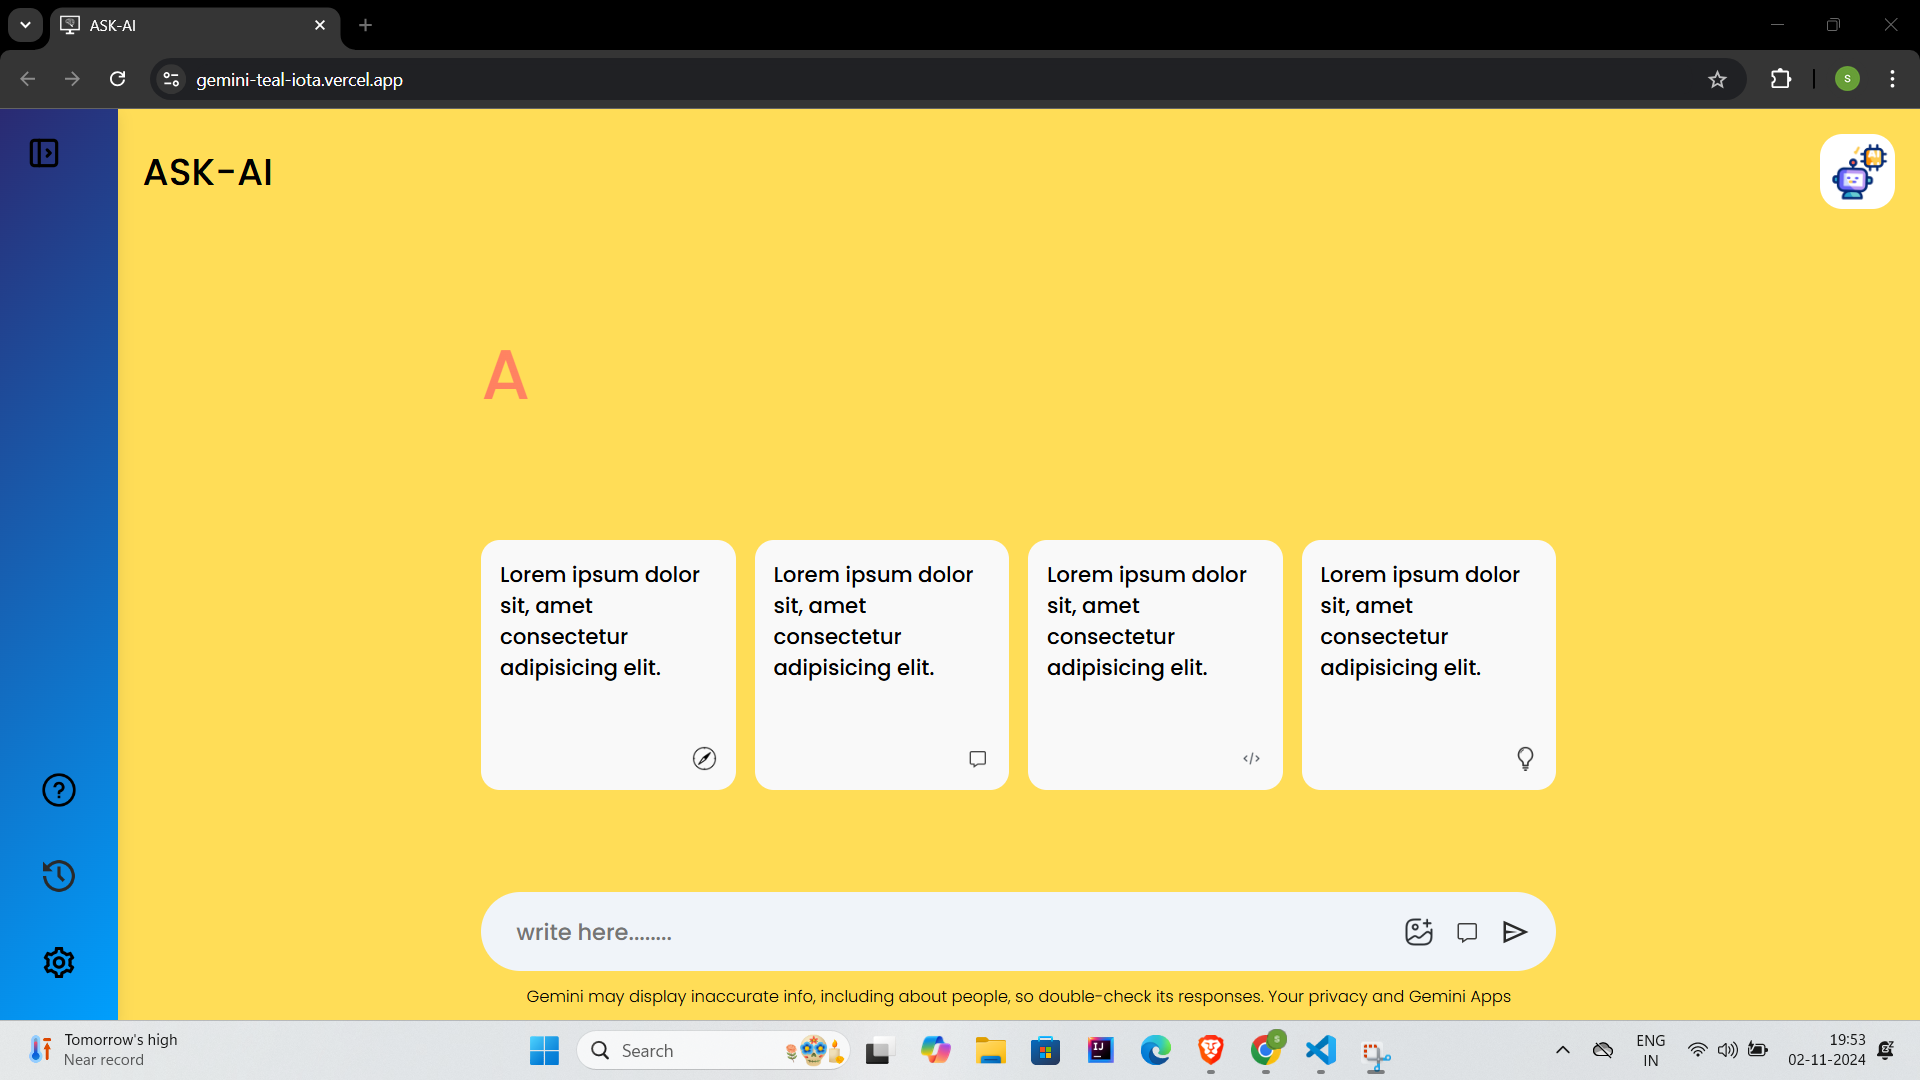 ASK-AI
gemini-teal-iota.vercel.app
S
ASK-AI
A
Lorem ipsum dolor
sit, amet
consectetur
adipisicing elit.
Lorem ipsum dolor
sit, amet
consectetur
adipisicing elit.
Lorem ipsum dolor
sit, amet
consectetur
adipisicing elit.
Lorem ipsum dolor
sit, amet
consectetur
adipisicing elit.
write here........
Gemini may display inaccurate info, including about people, so double-check its responses. Your privacy and Gemini Apps
Tomorrow's high
Near record
Search
IJ
S
ENG
IN
19:53
02-11-2024